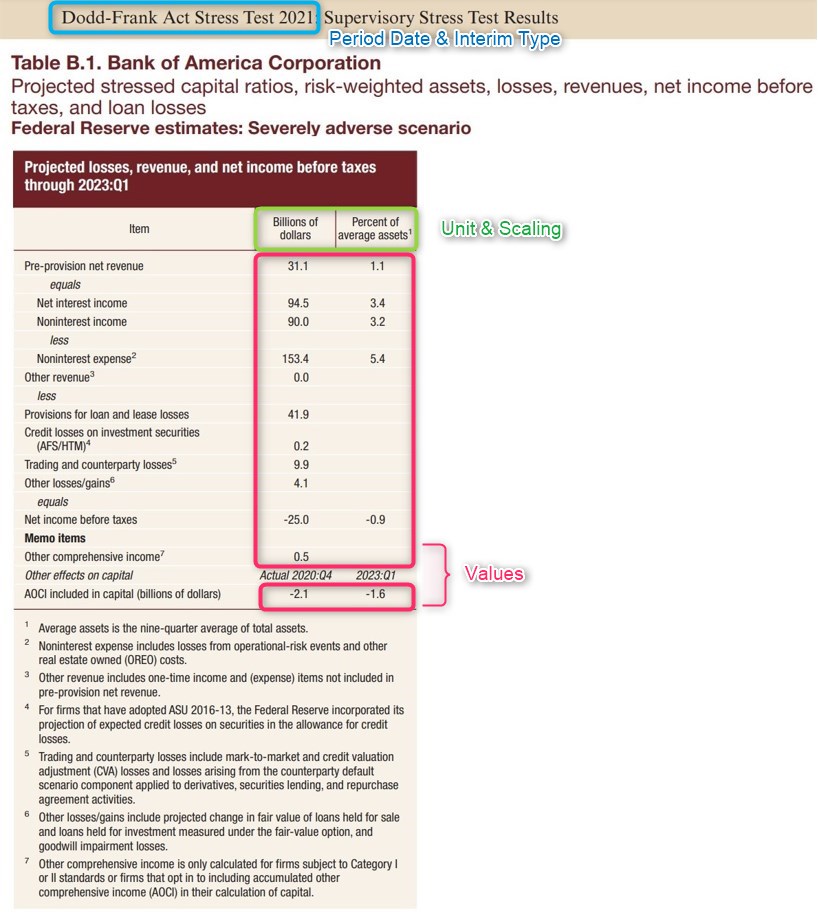 Dodd-Frank Act Stress Test 2021: Supervisory Stress Test Results
Period Date & Interim Type
Table B.1. Bank of America Corporation
Projected stressed capital ratios, risk-weighted assets, losses, revenues, net income before
taxes, and loan losses
Federal Reserve estimates: Severely adverse scenario
Projected losses, revenue, and net income before taxes
through 2023:Q1
Item
Billions of
dollars
Percent of
average assets¹
Unit & Scaling
Pre-provision net revenue 31.1 1.1
equals
Net interest income 94.5 3.4
Noninterest income 90.0 3.2
less
Noninterest expense² 153.4 5.4
Other revenue³ 0.0
less
Provisions for loan and lease losses 41.9
Credit losses on investment securities
(AFS/HTM)⁴ 0.2
Trading and counterparty losses⁵ 9.9
Other losses/gains⁶ 4.1
equals
Net income before taxes -25.0 -0.9
Memo items
Other comprehensive income⁷ 0.5
Other effects on capital Actual 2020:Q4 2023:Q1
AOCI included in capital (billions of dollars) -2.1 -1.6
Values
¹ Average assets is the nine-quarter average of total assets.
² Noninterest expense includes losses from operational-risk events and other
real estate owned (OREO) costs.
³ Other revenue includes one-time income and (expense) items not included in
pre-provision net revenue.
⁴ For firms that have adopted ASU 2016-13, the Federal Reserve incorporated its
projection of expected credit losses on securities in the allowance for credit
losses.
⁵ Trading and counterparty losses include mark-to-market and credit valuation
adjustment (CVA) losses and losses arising from the counterparty default
scenario component applied to derivatives, securities lending, and repurchase
agreement activities.
⁶ Other losses/gains include projected change in fair value of loans held for sale
and loans held for investment measured under the fair-value option, and
goodwill impairment losses.
⁷ Other comprehensive income is only calculated for firms subject to Category I
or II standards or firms that opt in to including accumulated other
comprehensive income (AOCI) in their calculation of capital.